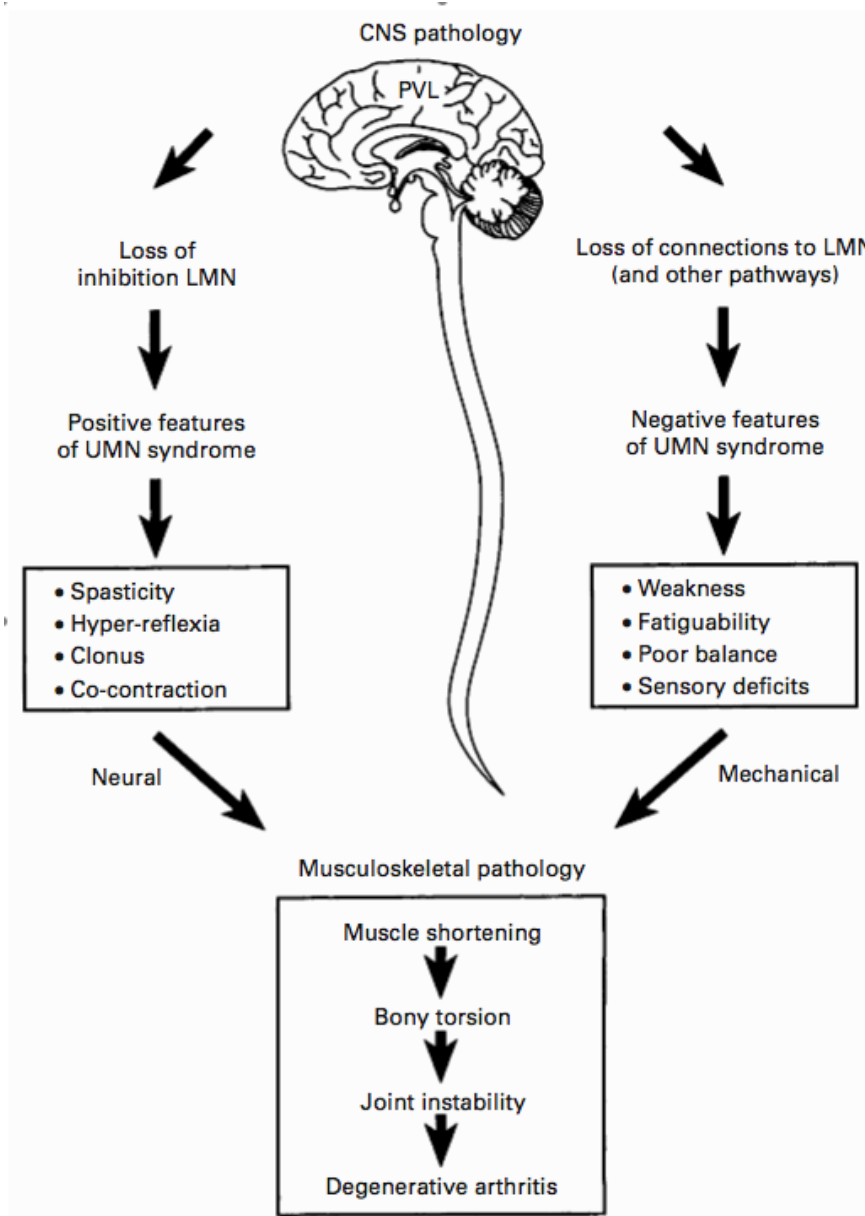 CNS pathology
PVL
Loss of
inhibition LMN
Loss of connections to LMN
(and other pathways)
Positive features
of UMN syndrome
Negative features
of UMN syndrome
• Spasticity
• Hyper-reflexia
• Clonus
• Co-contraction
• Weakness
• Fatiguability
• Poor balance
• Sensory deficits
Neural
Mechanical
Musculoskeletal pathology
Muscle shortening
Bony torsion
Joint instability
Degenerative arthritis